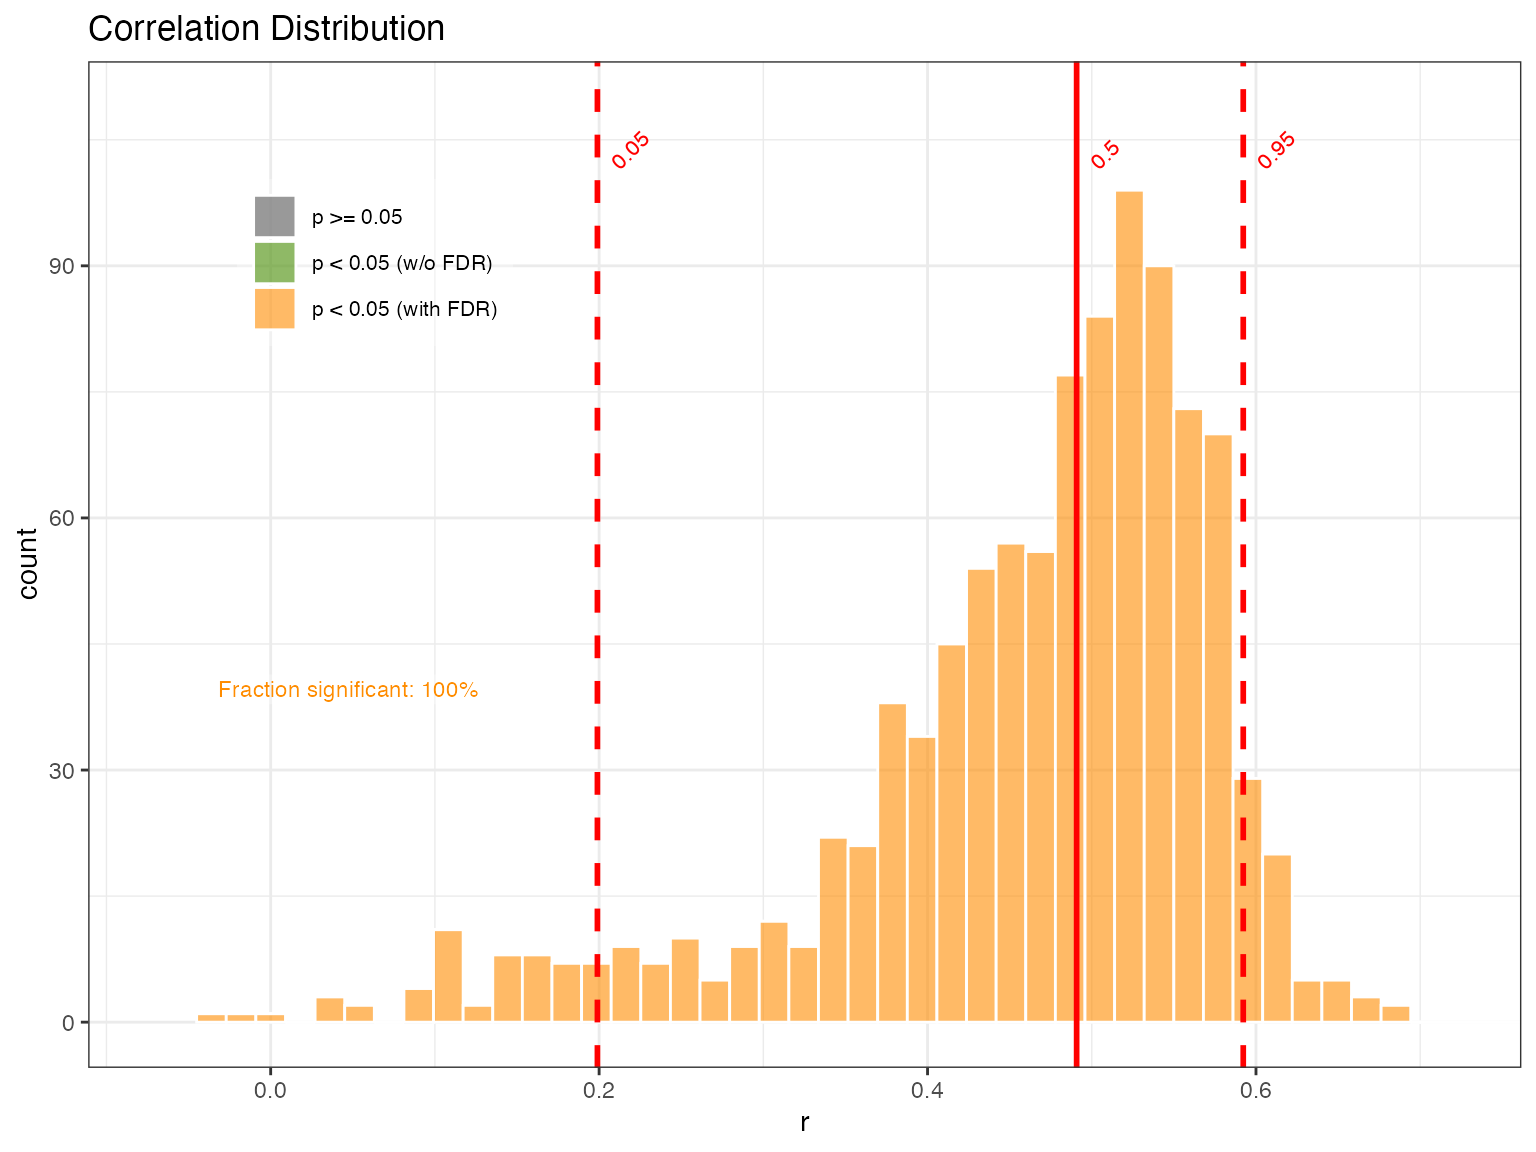 Correlation Distribution
0.05
0.5
0.95
p >= 0.05
p < 0.05 (w/o FDR)
p < 0.05 (with FDR)
Fraction significant: 100%
count
90
60
30
0
0.0
0.2
0.4
0.6
r